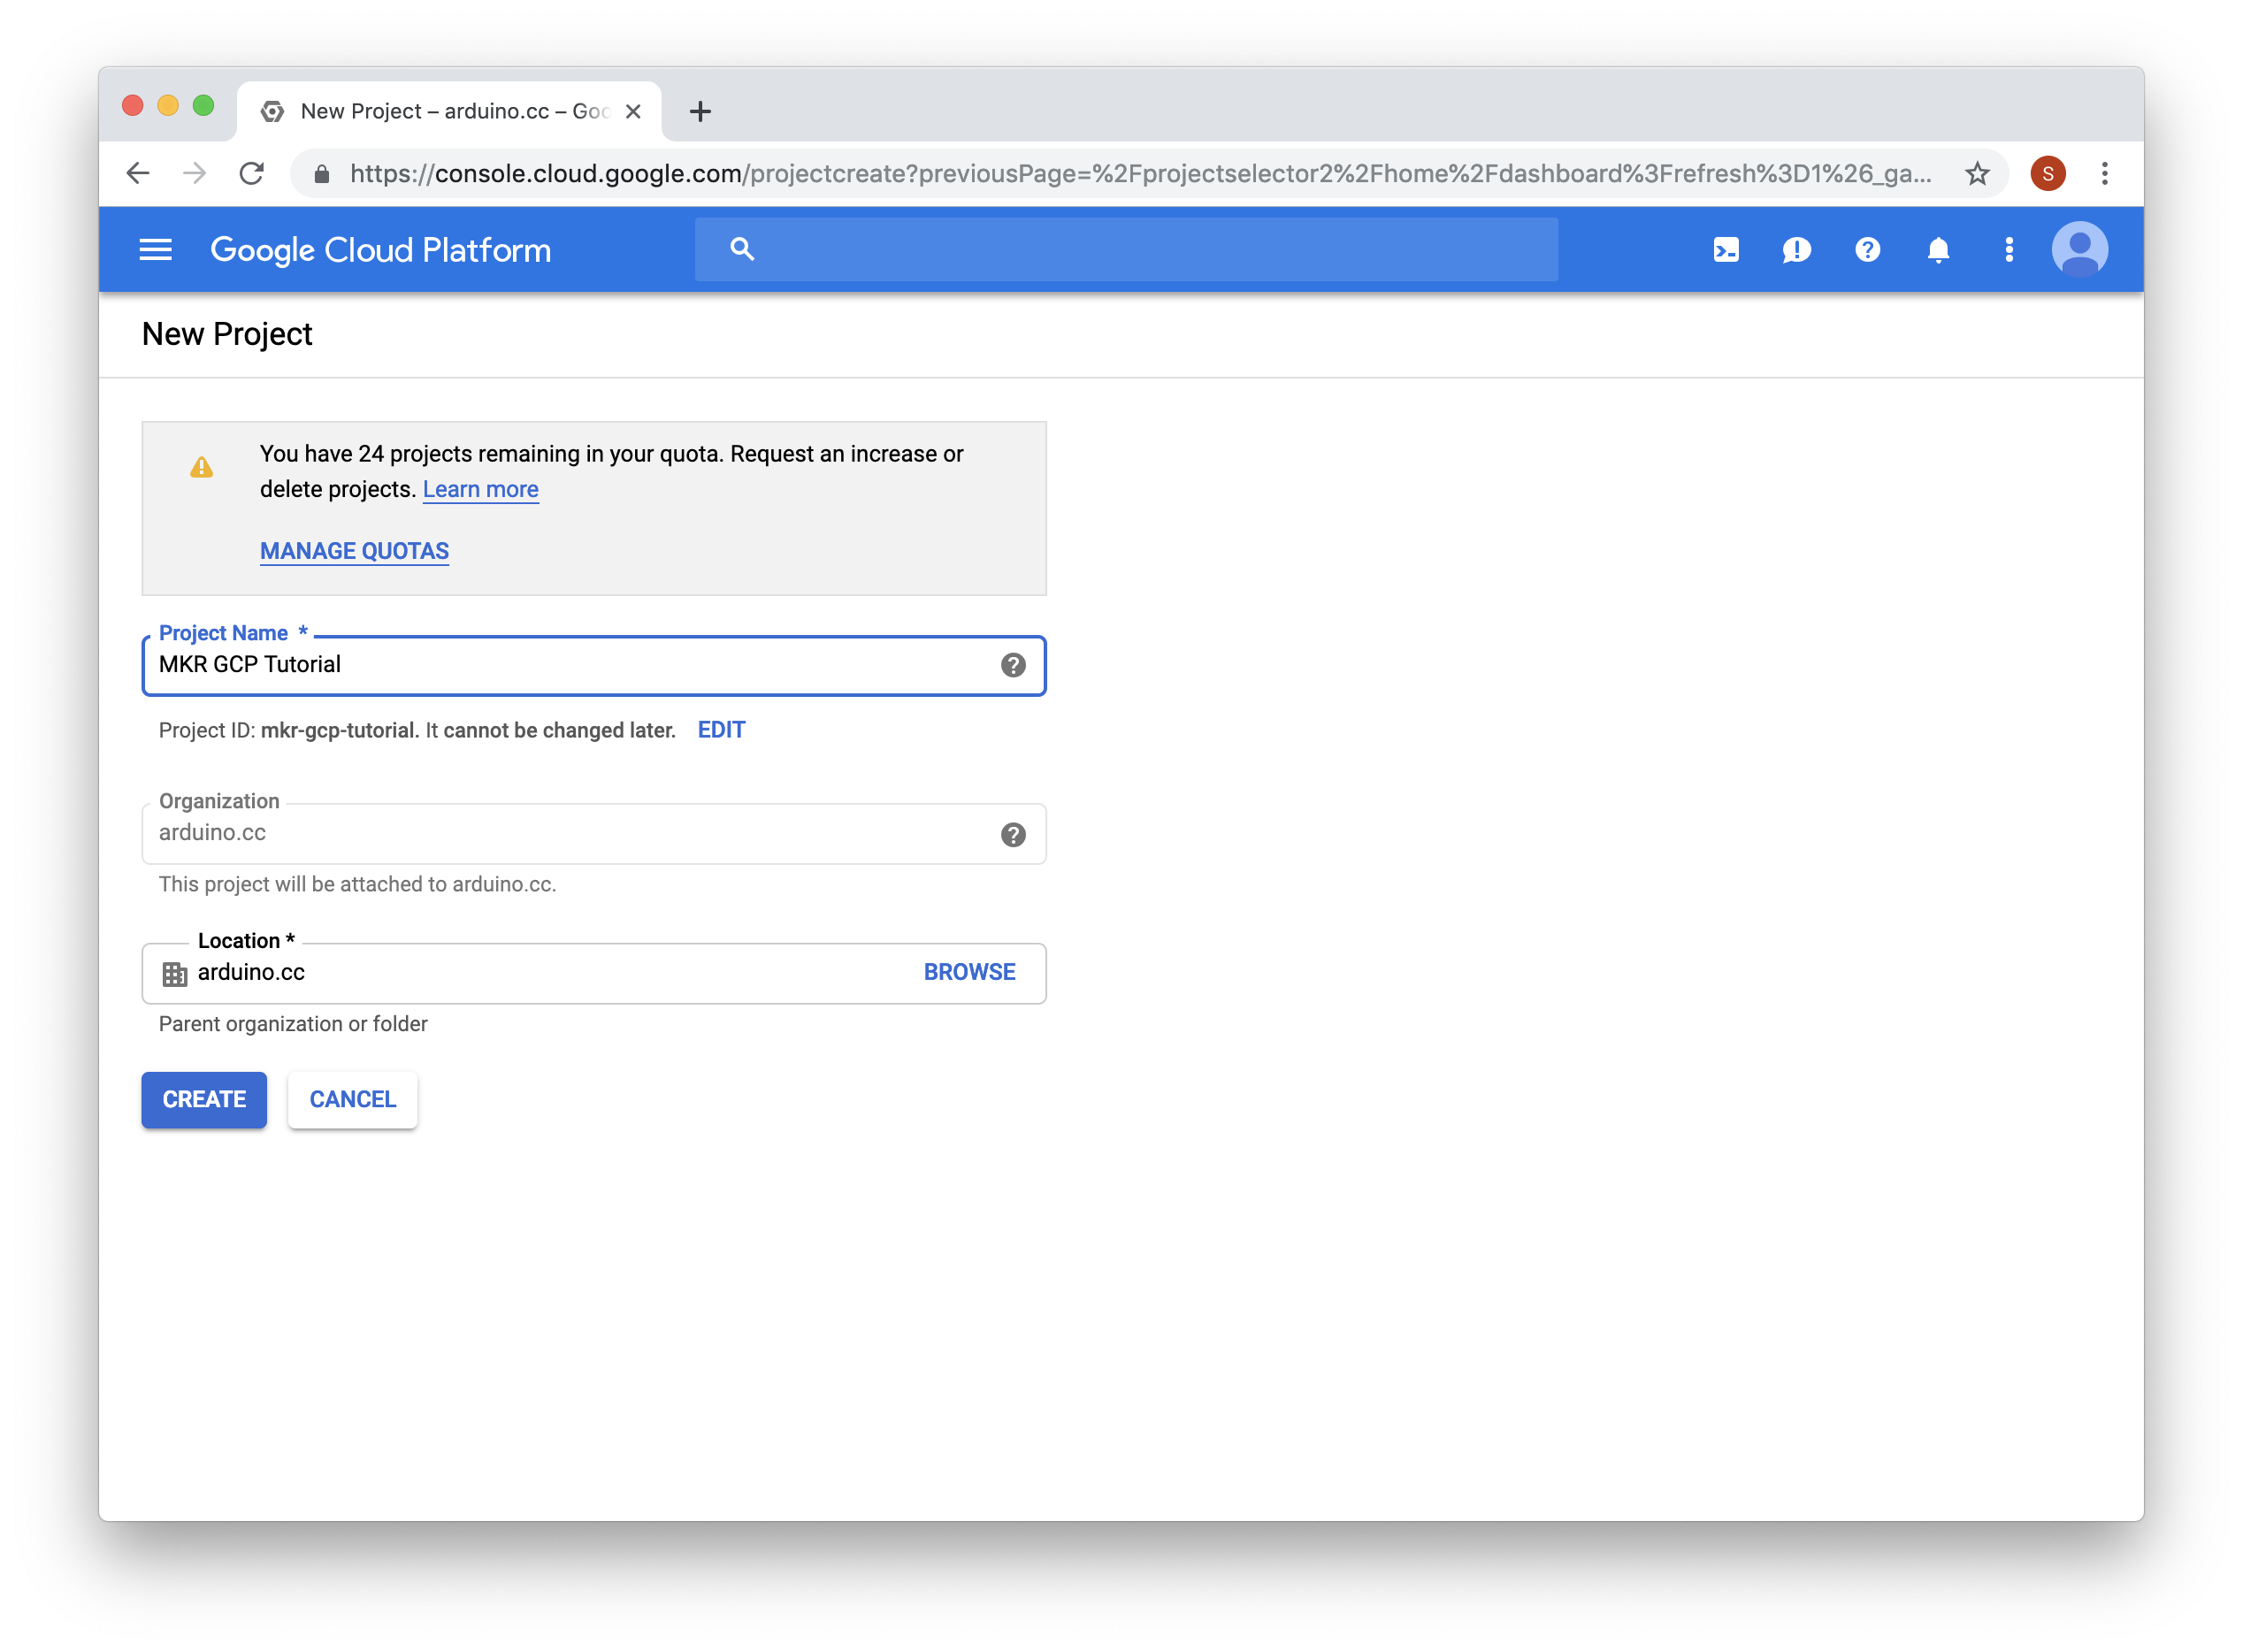 New Project – arduino.cc – Goo
https://console.cloud.google.com/projectcreate?previousPage=%2Fprojectselector2%2Fhome%2Fdashboard%3Frefresh%3D1%26_ga...
S
Google Cloud Platform
New Project
You have 24 projects remaining in your quota. Request an increase or
delete projects. Learn more
MANAGE QUOTAS
Project Name *
MKR GCP Tutorial
Project ID: mkr-gcp-tutorial. It cannot be changed later. EDIT
Organization
arduino.cc
This project will be attached to arduino.cc.
Location *
arduino.cc BROWSE
Parent organization or folder
CREATE CANCEL